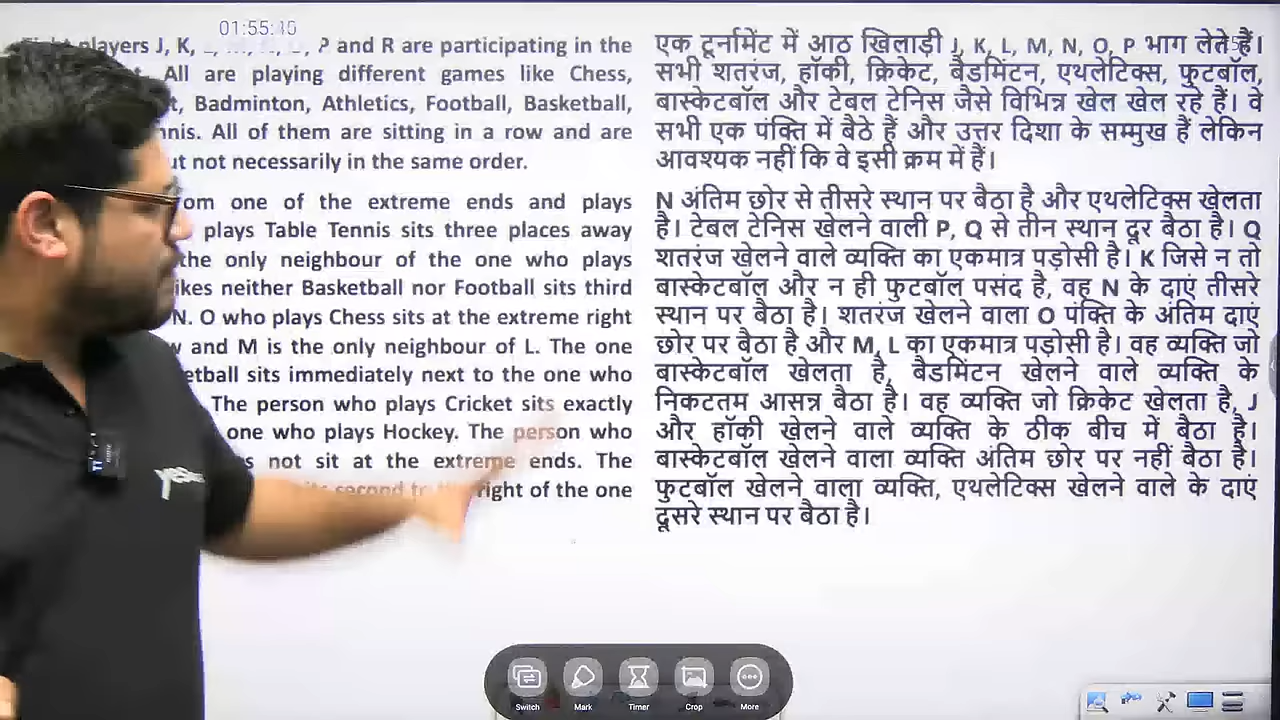 01:55:
players J, K, P and R are participating in the
All are playing different games like Chess,
Badminton, Athletics, Football, Basketball,
All of them are sitting in a row and are
not necessarily in the same order.
one of the extreme ends and plays
plays Table Tennis sits three places away
the only neighbour of the one who plays
neither Basketball nor Football sits third
N. O who plays Chess sits at the extreme right
and M is the only neighbour of L. The one
sits immediately next to the one who
The person who plays Cricket sits exactly
one who plays Hockey. The person who
not sit at the extreme ends. The
second right of the one
एक टूर्नामेंट में आठ खिलाड़ी J, K, L, M, N, O, P भाग लेते हैं।
सभी शतरंज, हॉकी, क्रिकेट, बैडमिंटन, एथलेटिक्स, फुटबॉल,
बास्केटबॉल और टेबल टेनिस जैसे विभिन्न खेल खेल रहे हैं। वे
सभी एक पंक्ति में बैठे हैं और उत्तर दिशा के सम्मुख हैं लेकिन
आवश्यक नहीं कि वे इसी क्रम में हैं।
N अंतिम छोर से तीसरे स्थान पर बैठा है और एथलेटिक्स खेलता
है। टेबल टेनिस खेलने वाली P, Q से तीन स्थान दूर बैठा है। Q
शतरंज खेलने वाले व्यक्ति का एकमात्र पड़ोसी है। K जिसे न तो
बास्केटबॉल और न ही फुटबॉल पसंद है, वह N के दाएं तीसरे
स्थान पर बैठा है। शतरंज खेलने वाला O पंक्ति के अंतिम दाएं
छोर पर बैठा है और M, L का एकमात्र पड़ोसी है। वह व्यक्ति जो
बास्केटबॉल खेलता है, बैडमिंटन खेलने वाले व्यक्ति के
निकटतम आसन्न बैठा है। वह व्यक्ति जो क्रिकेट खेलता है, J
और हॉकी खेलने वाले व्यक्ति के ठीक बीच में बैठा है।
बास्केटबॉल खेलने वाला व्यक्ति अंतिम छोर पर नहीं बैठा है।
फुटबॉल खेलने वाला व्यक्ति, एथलेटिक्स खेलने वाले के दाएं
दूसरे स्थान पर बैठा है।
Switch Mark Timer Crop More